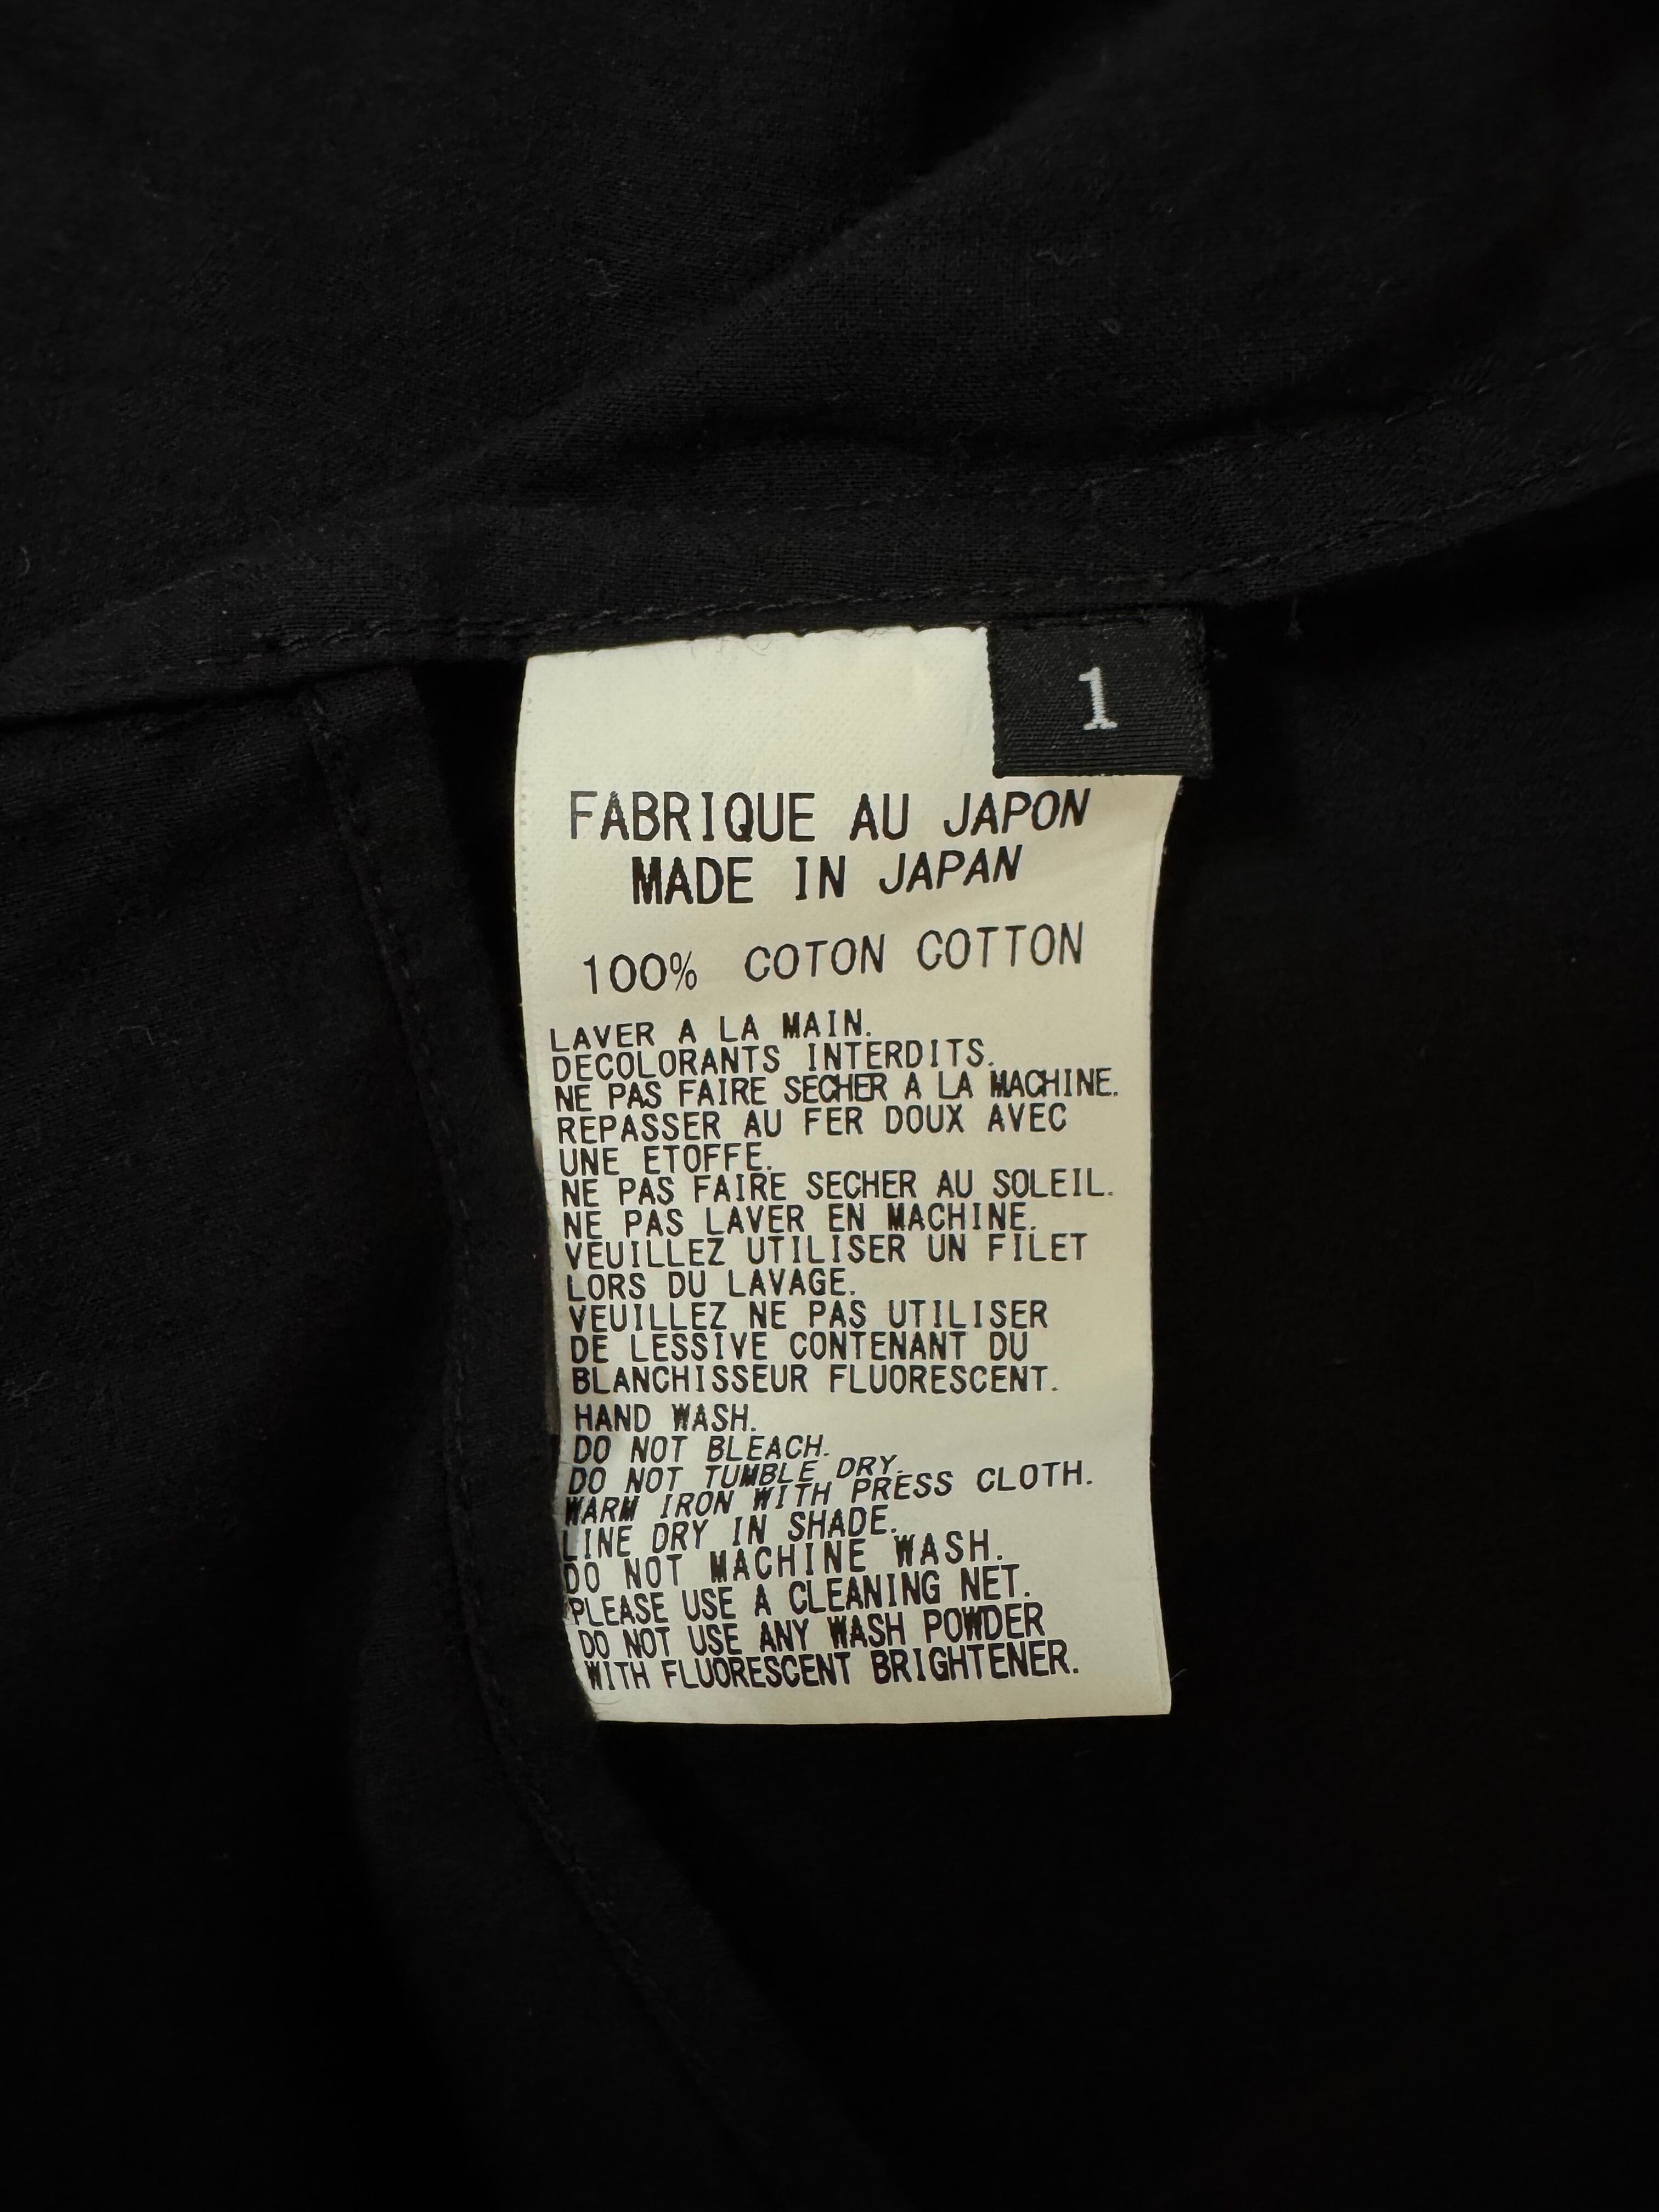 1
FABRIQUE AU JAPON
MADE IN JAPAN
100% COTON COTTON
LAVER A LA MAIN.
DECOLORANTS INTERDITS.
NE PAS FAIRE SECHER A LA MACHINE.
REPASSER AU FER DOUX AVEC
UNE ETOFFE.
NE PAS FAIRE SECHER AU SOLEIL.
NE PAS LAVER EN MACHINE.
VEUILLEZ UTILISER UN FILET
LORS DU LAVAGE.
VEUILLEZ NE PAS UTILISER
DE LESSIVE CONTENANT DU
BLANCHISSEUR FLUORESCENT.
HAND WASH.
DO NOT BLEACH.
DO NOT TUMBLE DRY.
WARM IRON WITH PRESS CLOTH.
LINE DRY IN SHADE.
DO NOT MACHINE WASH.
PLEASE USE A CLEANING NET.
DO NOT USE ANY WASH POWDER
WITH FLUORESCENT BRIGHTENER.